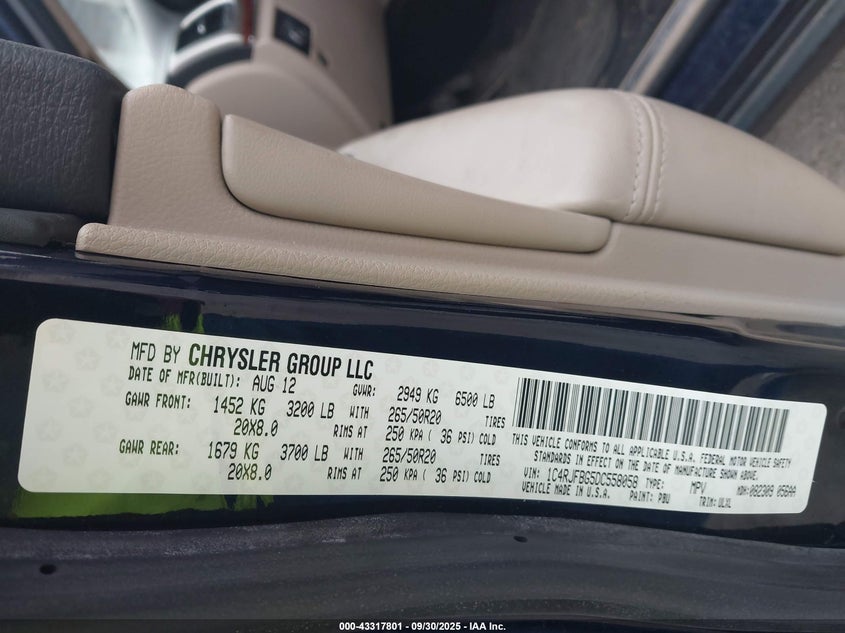 MFD BY CHRYSLER GROUP LLC
DATE OF MFR(BUILT): AUG 12 GVWR: 2949 KG 6500 LB
GAWR FRONT: 1452 KG 3200 LB WITH 265/50R20 TIRES
20X8.0 RIMS AT 250 KPA ( 36 PSI) COLD
GAWR REAR: 1679 KG 3700 LB WITH 265/50R20 TIRES
20X8.0 RIMS AT 250 KPA ( 36 PSI) COLD
THIS VEHICLE CONFORMS TO ALL APPLICABLE U.S.A. FEDERAL MOTOR VEHICLE SAFETY
STANDARDS IN EFFECT ON THE DATE OF MANUFACTURE SHOWN ABOVE.
VIN: 1C4RJFBG5DC558058 TYPE: MPV MDH: 082309 056AA
VEHICLE MADE IN U.S.A. PAINT: PBU TRIM: ULXL
000-43317801 - 09/30/2025 - IAA Inc.